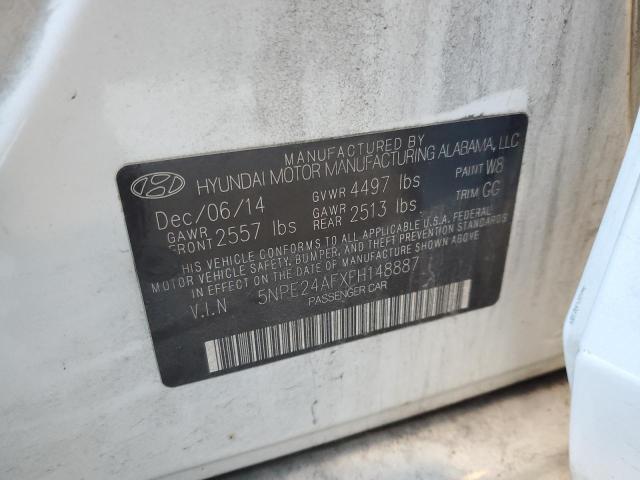 MANUFACTURED BY
HYUNDAI MOTOR MANUFACTURING ALABAMA, LLC
Dec/06/14 GVWR 4497 lbs PAINT W8
GAWR FRONT 2557 lbs GAWR REAR 2513 lbs TRIM GG
THIS VEHICLE CONFORMS TO ALL APPLICABLE U.S.A. FEDERAL
MOTOR VEHICLE SAFETY, BUMPER, AND THEFT PREVENTION
STANDARDS IN EFFECT ON THE DATE OF
MANUFACTURE SHOWN ABOVE.
V.I.N 5NPE24AFXFH148887
PASSENGER CAR